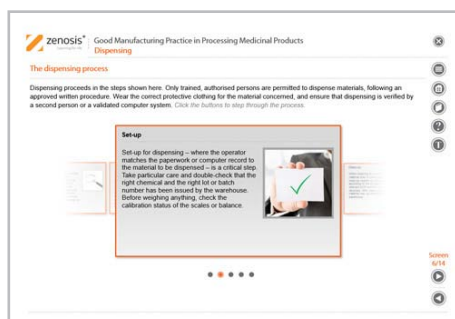 zenosis®
Good Manufacturing Practice in Processing Medicinal Products
Dispensing
The dispensing process
Dispensing proceeds in the steps shown here. Only trained, authorised persons are permitted to dispense materials, following an
approved written procedure. Wear the correct protective clothing for the material concerned, and ensure that dispensing is verified by
a second person or a validated computer system. Click the buttons to step through the process.
Set-up
Set-up for dispensing – where the operator
matches the paperwork or computer record to
the material to be dispensed – is a critical step.
Take particular care and double-check that the
right chemical and the right lot or batch
number has been issued by the warehouse.
Before weighing anything, check the
calibration status of the scales or balance.
Screen
6/14